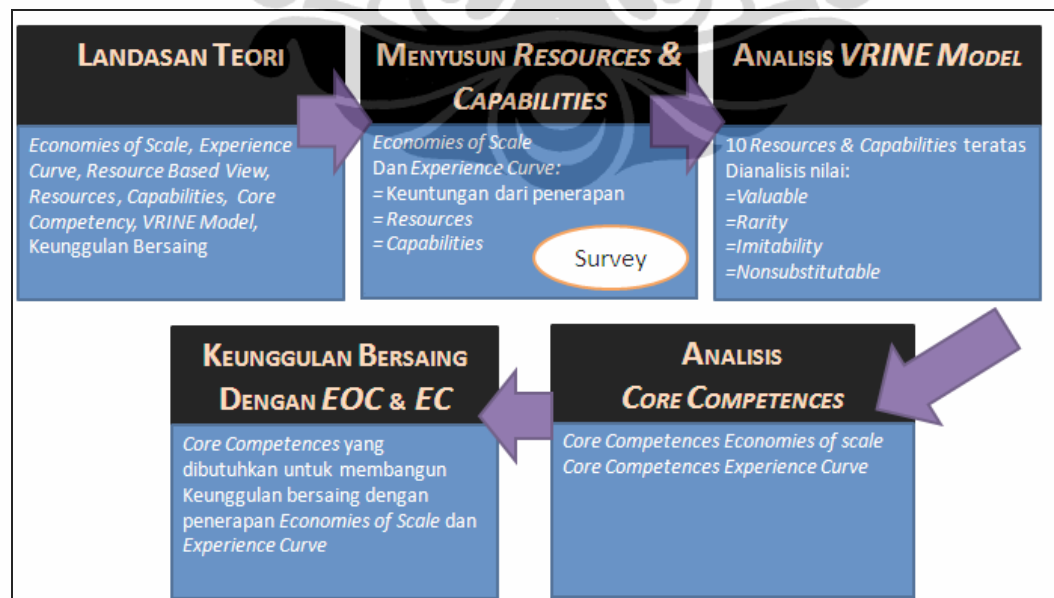 LANDASAN TEORI
Economies of Scale, Experience
Curve, Resource Based View,
Resources, Capabilities, Core
Competency, VRINE Model,
Keunggulan Bersaing
MENYUSUN RESOURCES &
CAPABILITIES
Economies of Scale
Dan Experience Curve:
= Keuntungan dari penerapan
= Resources
= Capabilities
Survey
ANALISIS VRINE MODEL
10 Resources & Capabilities teratas
Dianalisis nilai:
=Valuable
=Rarity
=Imitability
=Nonsubstitutable
ANALISIS
CORE COMPETENCES
Core Competences Economies of scale
Core Competences Experience Curve
KEUNGGULAN BERSAING
DENGAN EOC & EC
Core Competences yang
dibutuhkan untuk membangun
Keunggulan bersaing dengan
penerapan Economies of Scale dan
Experience Curve